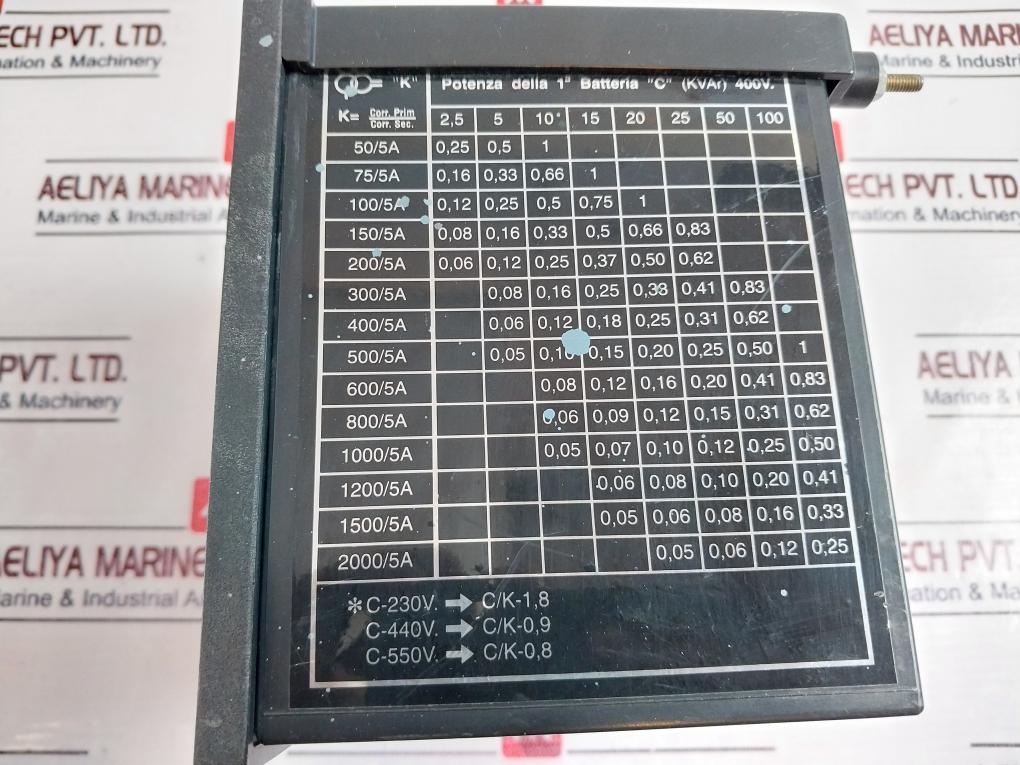 "K" Potenza della 1ª Batteria "C" (KVAr) 400V.
K= Corr. Prim / Corr. Sec. 2,5 5 10 15 20 25 50 100
50/5A 0,25 0,5 1
75/5A 0,16 0,33 0,66 1
100/5A 0,12 0,25 0,5 0,75 1
150/5A 0,08 0,16 0,33 0,5 0,66 0,83
200/5A 0,06 0,12 0,25 0,37 0,50 0,62
300/5A 0,08 0,16 0,25 0,33 0,41 0,83
400/5A 0,06 0,12 0,18 0,25 0,31 0,62
500/5A 0,05 0,10 0,15 0,20 0,25 0,50 1
600/5A 0,08 0,12 0,16 0,20 0,41 0,83
800/5A 0,06 0,09 0,12 0,15 0,31 0,62
1000/5A 0,05 0,07 0,10 0,12 0,25 0,50
1200/5A 0,06 0,08 0,10 0,20 0,41
1500/5A 0,05 0,06 0,08 0,16 0,33
2000/5A 0,05 0,06 0,12 0,25
*C-230V. → C/K-1,8
C-440V. → C/K-0,9
C-550V. → C/K-0,8
ECH PVT. LTD.
& Machinery
AELIYA MAR
Marine & Industrial
AELIYA MARINE
Marine & Industrial
ECH PVT. LTD
& Machinery
PVT. LTD.
& Machinery
AELIYA M
Marine & Indu
AELIYA MARINE
Marine & Industrial
ECH PVT. LTD
& Machinery